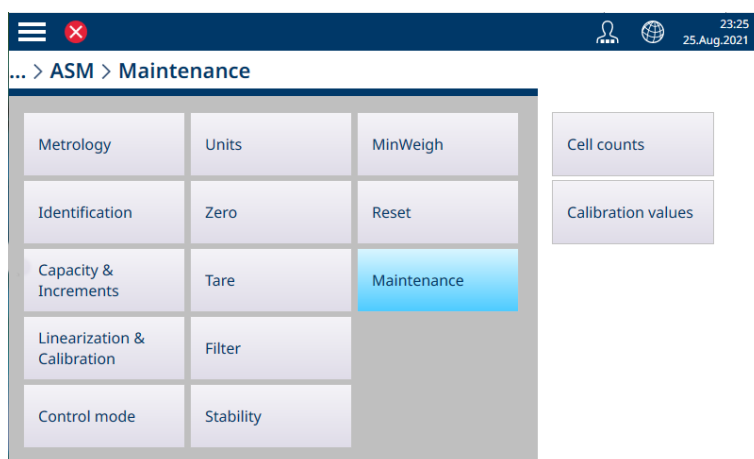 23:25
25.Aug.2021
... > ASM > Maintenance
Metrology
Units
MinWeigh
Cell counts
Identification
Zero
Reset
Calibration values
Capacity &
Increments
Tare
Maintenance
Linearization &
Calibration
Filter
Control mode
Stability